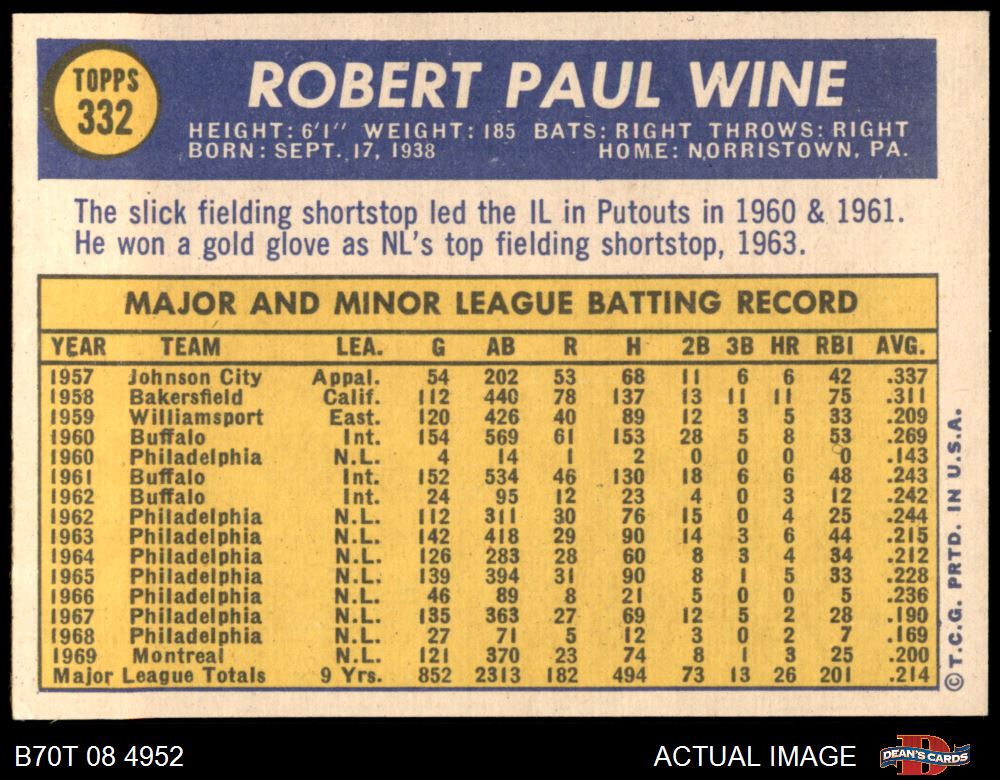 TOPPS
332
ROBERT PAUL WINE
HEIGHT: 6'1" WEIGHT: 185 BATS: RIGHT THROWS: RIGHT
BORN: SEPT. 17, 1938 HOME: NORRISTOWN, PA.
The slick fielding shortstop led the IL in Putouts in 1960 & 1961.
He won a gold glove as NL's top fielding shortstop, 1963.
MAJOR AND MINOR LEAGUE BATTING RECORD
YEAR TEAM LEA. G AB R H 2B 3B HR RBI AVG.
1957 Johnson City Appal. 54 202 53 68 11 6 6 42 .337
1958 Bakersfield Calif. 112 440 78 137 13 11 11 75 .311
1959 Williamsport East. 120 426 40 89 12 3 5 33 .209
1960 Buffalo Int. 154 569 61 153 28 5 8 53 .269
1960 Philadelphia N.L. 4 14 1 2 0 0 0 0 .143
1961 Buffalo Int. 152 534 46 130 18 6 6 48 .243
1962 Buffalo Int. 24 95 12 23 4 0 3 12 .242
1962 Philadelphia N.L. 112 311 30 76 15 0 4 25 .244
1963 Philadelphia N.L. 142 418 29 90 14 3 6 44 .215
1964 Philadelphia N.L. 126 283 28 60 8 3 4 34 .212
1965 Philadelphia N.L. 139 394 31 90 8 1 5 33 .228
1966 Philadelphia N.L. 46 89 8 21 5 0 0 5 .236
1967 Philadelphia N.L. 135 363 27 69 12 5 2 28 .190
1968 Philadelphia N.L. 27 71 5 12 3 0 2 7 .169
1969 Montreal N.L. 121 370 23 74 8 1 3 25 .200
Major League Totals 9 Yrs. 852 2313 182 494 73 13 26 201 .214
© T.C.G. PRTD. IN U.S.A.
B70T 08 4952
ACTUAL IMAGE
DEAN'S CARDS